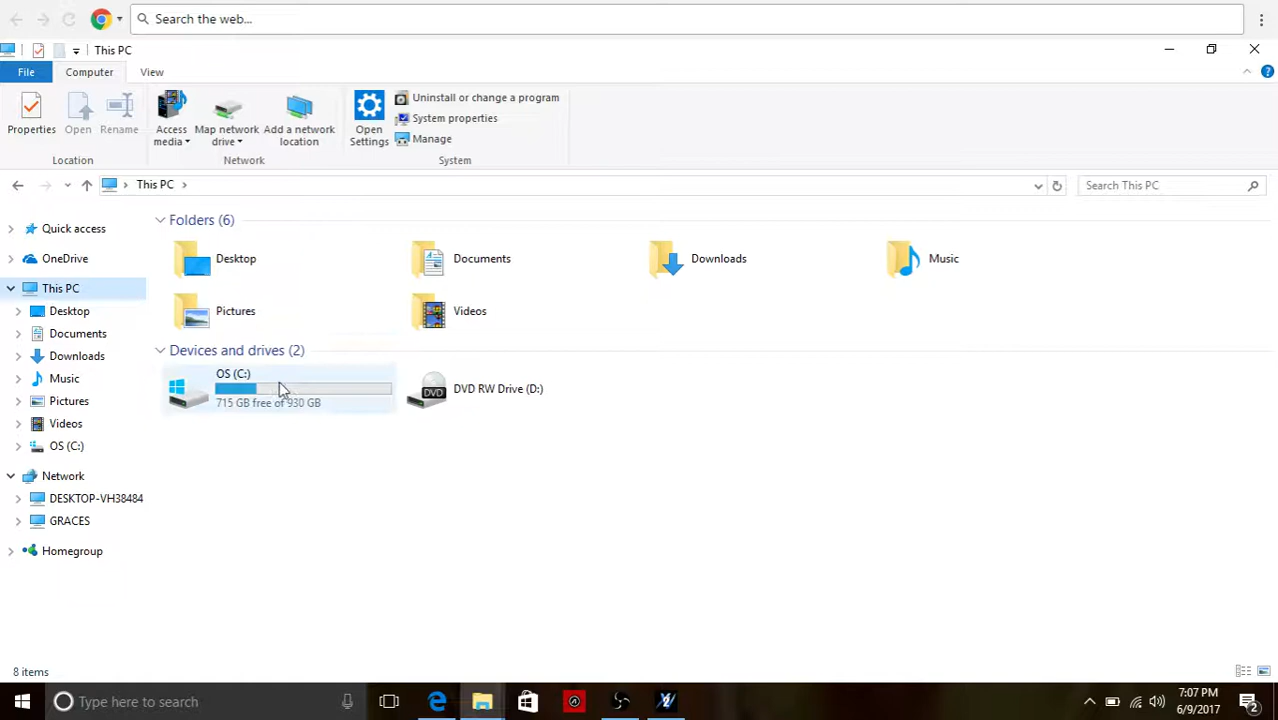 Search the web...
This PC
File
Computer
View
Properties
Open
Rename
Access media
Map network drive
Add a network location
Open Settings
Uninstall or change a program
System properties
Manage
Location
Network
System
This PC
Search This PC
Quick access
OneDrive
This PC
Desktop
Documents
Downloads
Music
Pictures
Videos
OS (C:)
Network
DESKTOP-VH38484
GRACES
Homegroup
Folders (6)
Desktop
Documents
Downloads
Music
Pictures
Videos
Devices and drives (2)
OS (C:)
715 GB free of 930 GB
DVD
DVD RW Drive (D:)
8 items
Type here to search
7:07 PM
6/9/2017
2